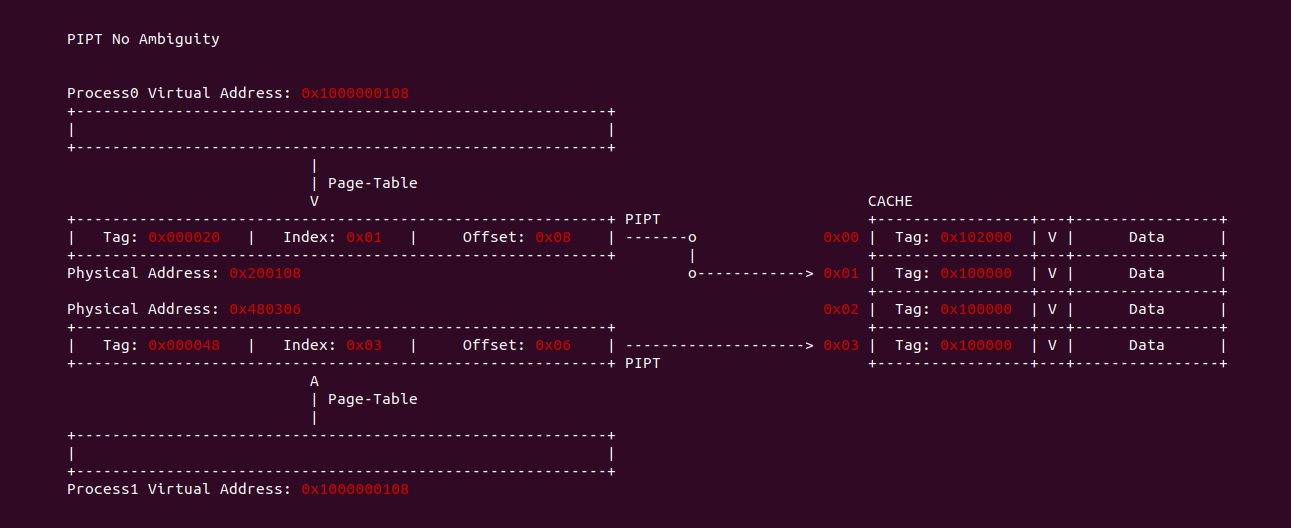 PIPT No Ambiguity
Process0 Virtual Address: 0x1000000108
+-----------------------------------------------------------+
|                                                           |
+-----------------------------------------------------------+
                           |
                           | Page-Table
                           V                                                             CACHE
+-----------------------------------------------------------+ PIPT                       +-----------------+---+----------------+
|   Tag: 0x000020   |   Index: 0x01   |     Offset: 0x08    | -------o              0x00 |  Tag: 0x102000  | V |      Data      |
+-----------------------------------------------------------+        |                   +-----------------+---+----------------+
Physical Address: 0x200108                                           o------------> 0x01 |  Tag: 0x100000  | V |      Data      |
                                                                                         +-----------------+---+----------------+
Physical Address: 0x480306                                                          0x02 |  Tag: 0x100000  | V |      Data      |
+-----------------------------------------------------------+                            +-----------------+---+----------------+
|   Tag: 0x000048   |   Index: 0x03   |     Offset: 0x06    | --------------------> 0x03 |  Tag: 0x100000  | V |      Data      |
+-----------------------------------------------------------+ PIPT                       +-----------------+---+----------------+
                           A
                           | Page-Table
                           |
+-----------------------------------------------------------+
|                                                           |
+-----------------------------------------------------------+
Process1 Virtual Address: 0x1000000108